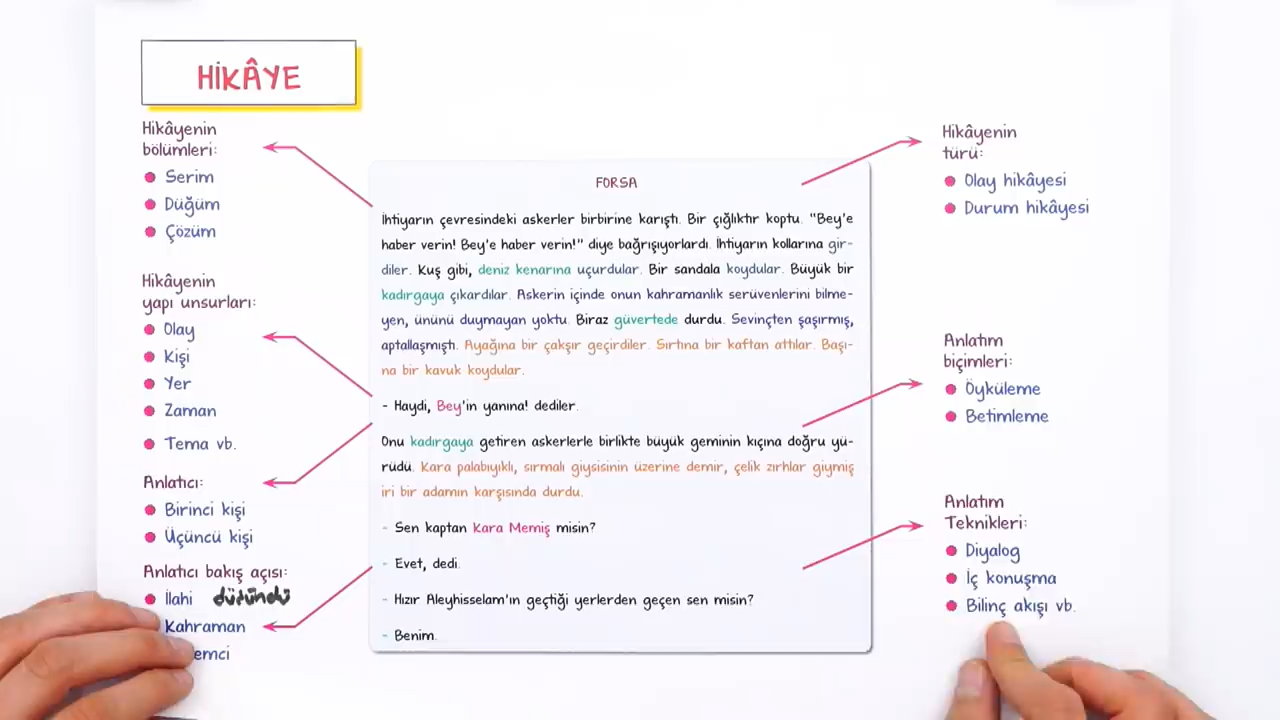 HİKÂYE
Hikâyenin
bölümleri:
Serim
Düğüm
Çözüm
Hikâyenin
yapı unsurları:
Olay
Kişi
Yer
Zaman
Tema vb.
Anlatıcı:
Birinci kişi
Üçüncü kişi
Anlatıcı bakış açısı:
İlahi düşündü
Kahraman
emci
FORSA
İhtiyarın çevresindeki askerler birbirine karıştı. Bir çığlıktır koptu. "Bey'e
haber verin! Bey'e haber verin!" diye bağrışıyorlardı. İhtiyarın kollarına gir-
diler. Kuş gibi, deniz kenarına uçurdular. Bir sandala koydular. Büyük bir
kadırgaya çıkardılar. Askerin içinde onun kahramanlık serüvenlerini bilme-
yen, ününü duymayan yoktu. Biraz güvertede durdu. Sevinçten şaşırmış,
aptallaşmıştı. Ayağına bir çakşır geçirdiler. Sırtına bir kaftan attılar. Başı-
na bir kavuk koydular.
- Haydi, Bey'in yanına! dediler.
Onu kadırgaya getiren askerlerle birlikte büyük geminin kıçına doğru yü-
rüdü. Kara palabıyıklı, sırmalı giysisinin üzerine demir, çelik zırhlar giymiş
iri bir adamın karşısında durdu.
- Sen kaptan Kara Memiş misin?
- Evet, dedi.
- Hızır Aleyhisselam'ın geçtiği yerlerden geçen sen misin?
- Benim.
Hikâyenin
türü:
Olay hikâyesi
Durum hikâyesi
Anlatım
biçimleri:
Öyküleme
Betimleme
Anlatım
Teknikleri:
Diyalog
İç konuşma
Bilinç akışı vb.